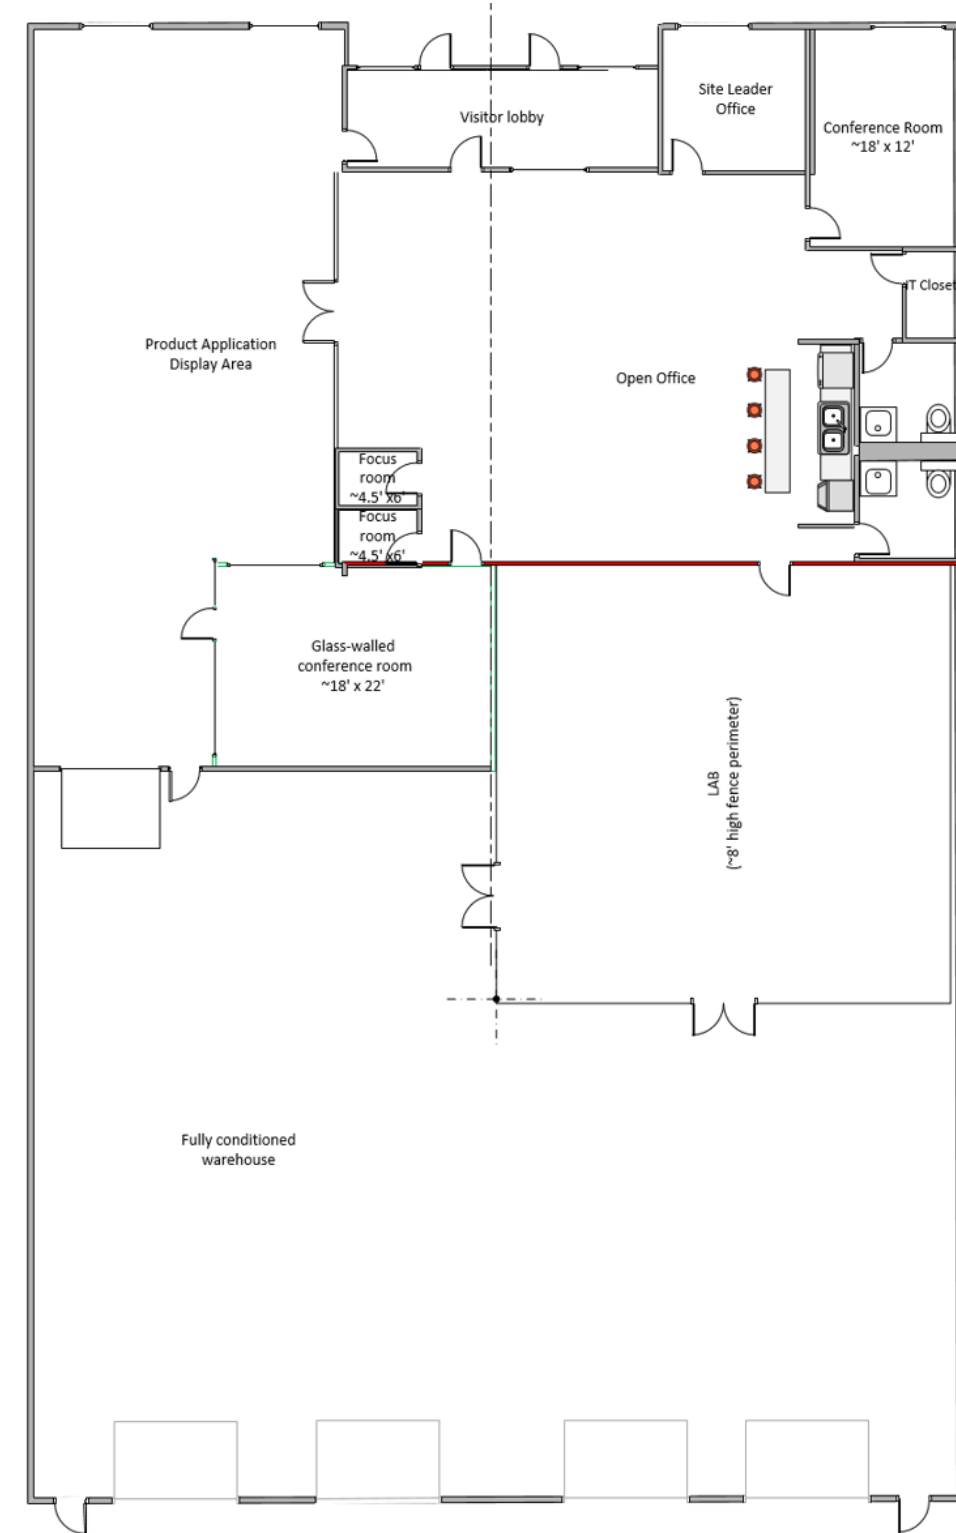 Site Leader
Office
Visitor lobby
Conference Room
~18' x 12'
IT Closet
Product Application
Display Area
Open Office
Focus
room
~4.5' x6'
Focus
room
~4.5' x6'
Glass-walled
conference room
~18' x 22'
LAB
(~8' high fence perimeter)
Fully conditioned
warehouse